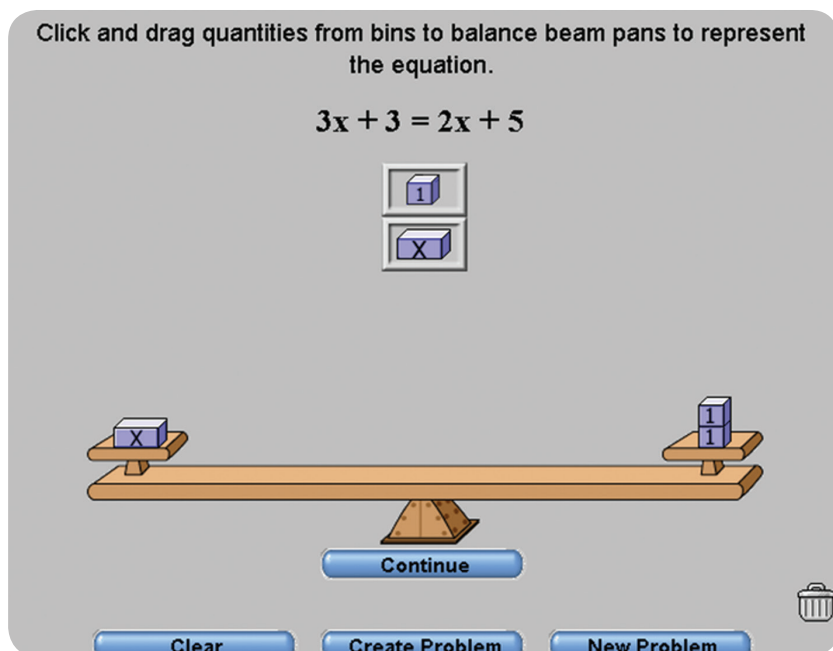 Click and drag quantities from bins to balance beam pans to represent
the equation.
3x + 3 = 2x + 5
1
X
X
1
1
Continue
Clear Create Problem New Problem